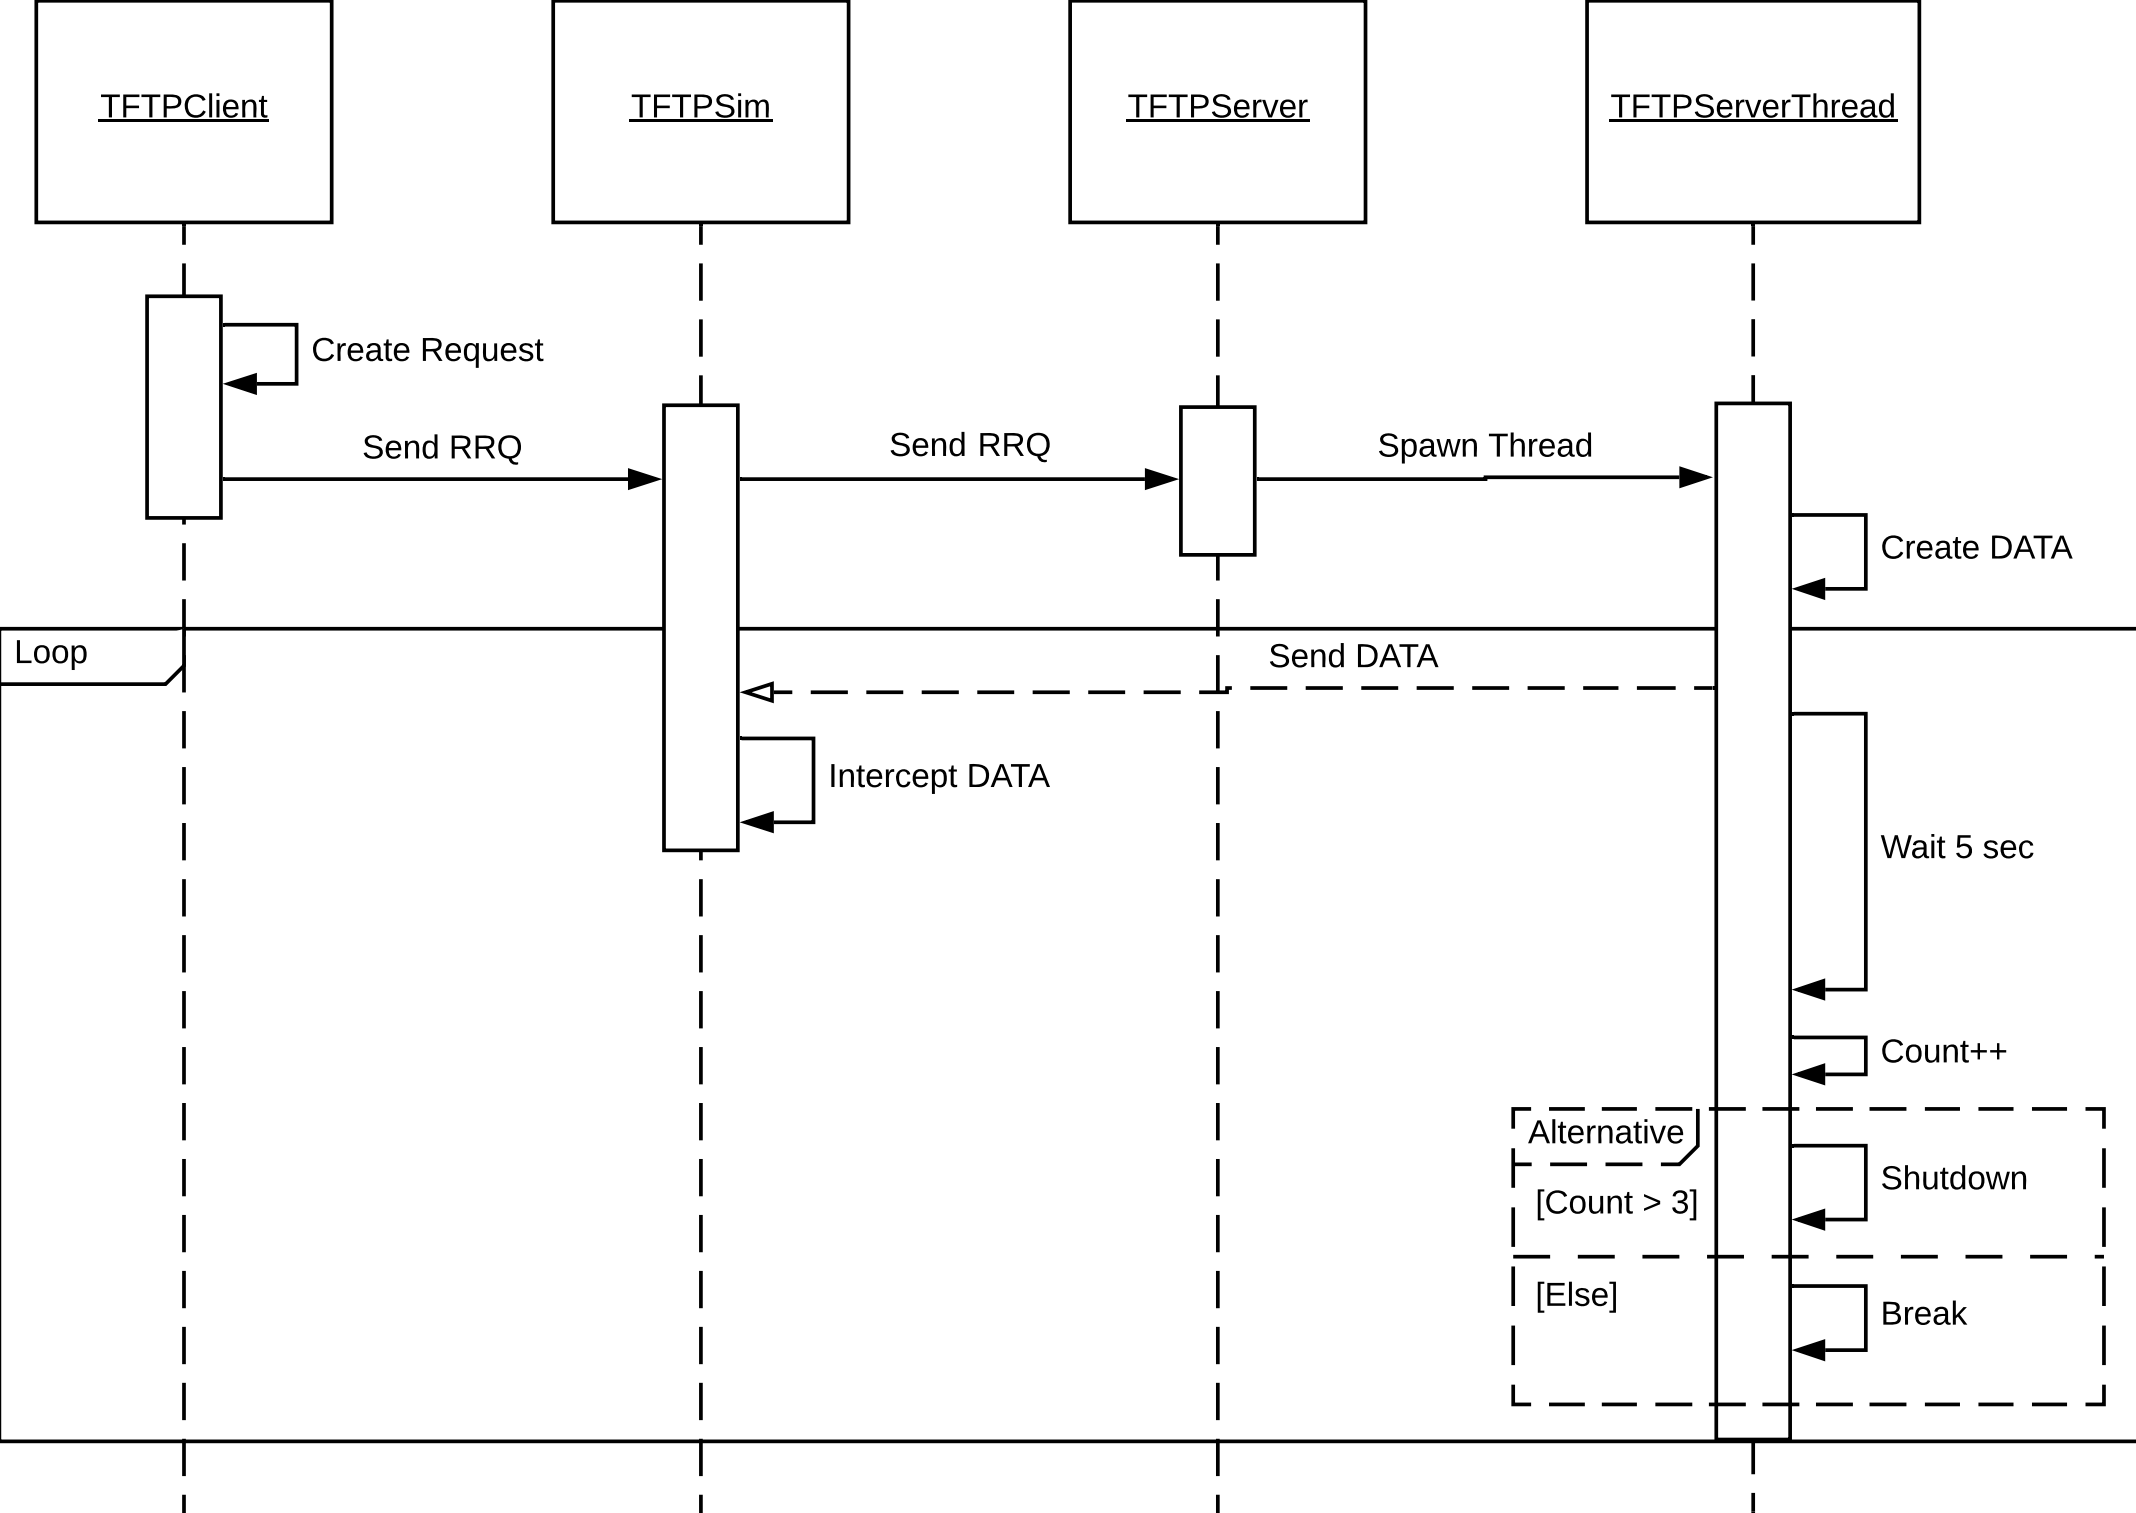 TFTPClient
TFTPSim
TFTPServer
TFTPServerThread
Create Request
Send RRQ
Send RRQ
Spawn Thread
Create DATA
Loop
Send DATA
Intercept DATA
Wait 5 sec
Count++
Alternative
Shutdown
[Count > 3]
[Else]
Break